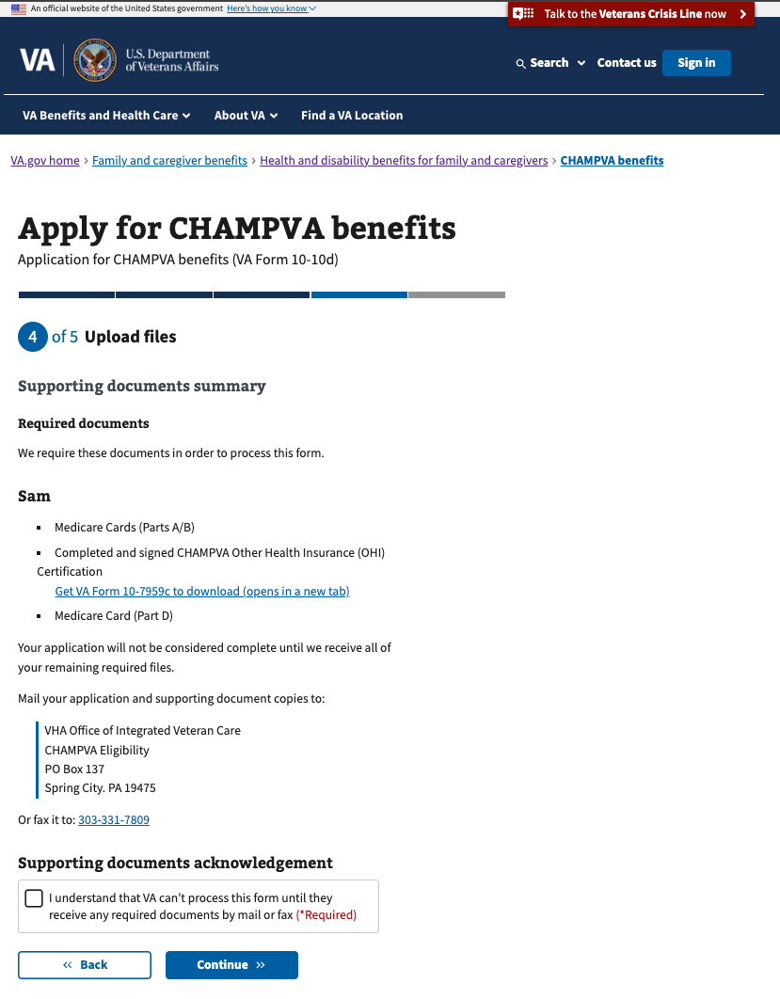 An official website of the United States government Here's how you know
Talk to the Veterans Crisis Line now
VA
U.S. Department
of Veterans Affairs
Search
Contact us
Sign in
VA Benefits and Health Care
About VA
Find a VA Location
VA.gov home › Family and caregiver benefits › Health and disability benefits for family and caregivers › CHAMPVA benefits
Apply for CHAMPVA benefits
Application for CHAMPVA benefits (VA Form 10-10d)
4 of 5 Upload files
Supporting documents summary
Required documents
We require these documents in order to process this form.
Sam
▪ Medicare Cards (Parts A/B)
▪ Completed and signed CHAMPVA Other Health Insurance (OHI)
Certification
Get VA Form 10-7959c to download (opens in a new tab)
▪ Medicare Card (Part D)
Your application will not be considered complete until we receive all of
your remaining required files.
Mail your application and supporting document copies to:
VHA Office of Integrated Veteran Care
CHAMPVA Eligibility
PO Box 137
Spring City. PA 19475
Or fax it to: 303-331-7809
Supporting documents acknowledgement
I understand that VA can’t process this form until they
receive any required documents by mail or fax (*Required)
« Back
Continue »